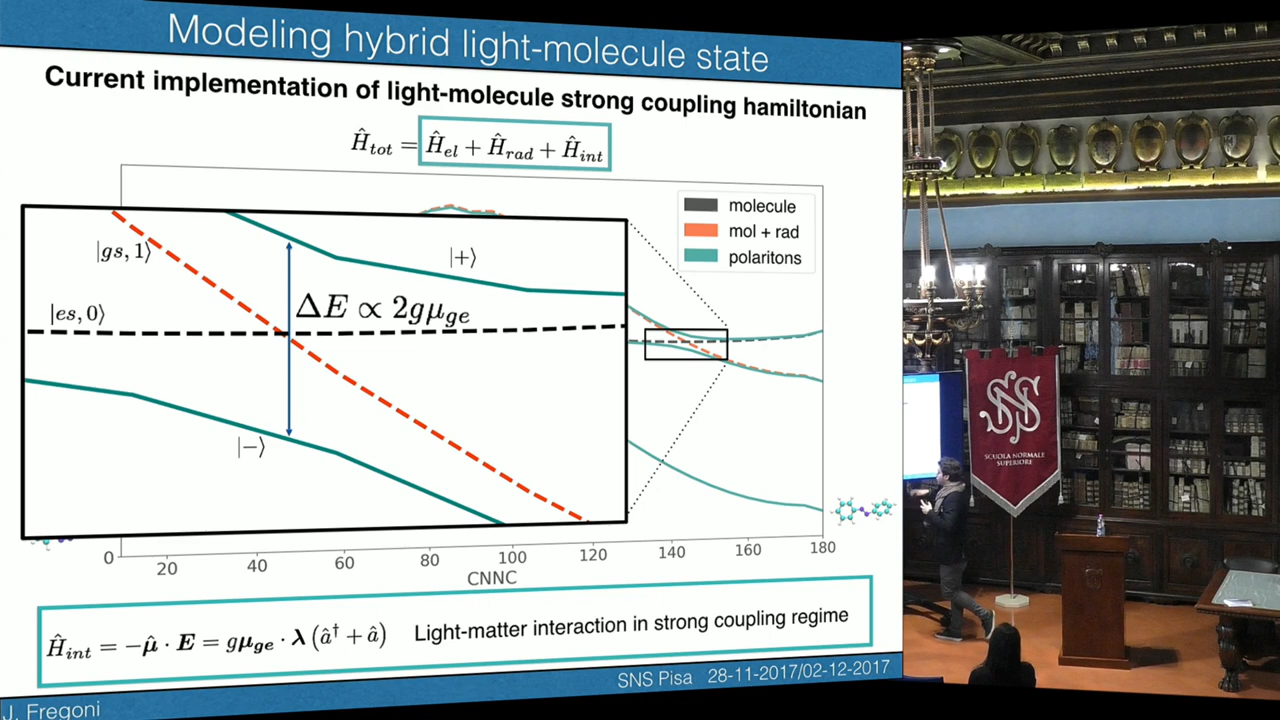 Modeling hybrid light-molecule state
Current implementation of light-molecule strong coupling hamiltonian
Ĥ_tot = Ĥ_el + Ĥ_rad + Ĥ_int
molecule
mol + rad
polaritons
|gs, 1⟩
|+⟩
|es, 0⟩
ΔE ∝ 2gμ_ge
|−⟩
0 20 40 60 80 100 120 140 160 180
CNNC
Ĥ_int = −μ̂ · E = gμ_ge · λ (â† + â) Light-matter interaction in strong coupling regime
SNS Pisa 28-11-2017/02-12-2017
J. Fregoni
SNS
SCUOLA NORMALE
SUPERIORE